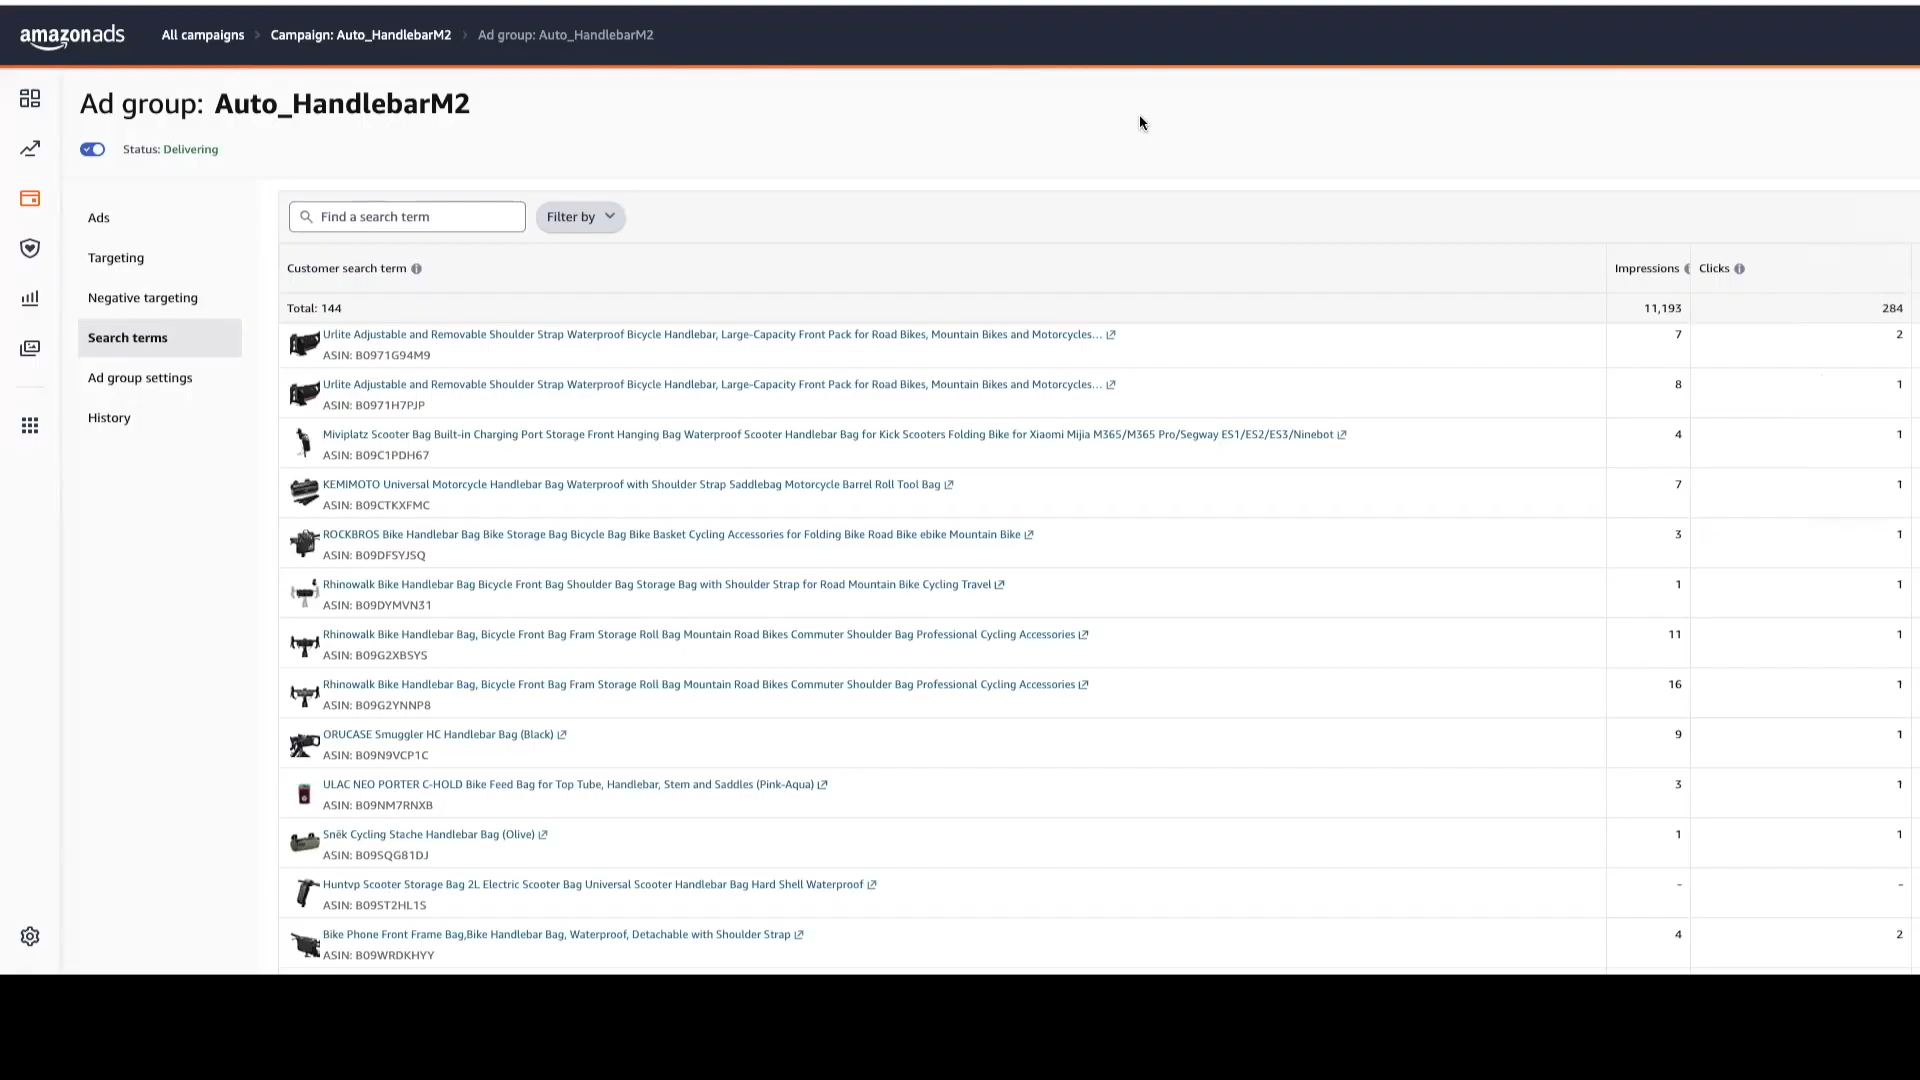 amazonads All campaigns > Campaign: Auto_HandlebarM2 > Ad group: Auto_HandlebarM2
Ad group: Auto_HandlebarM2
Status: Delivering
Ads
Targeting
Negative targeting
Search terms
Ad group settings
History
Find a search term Filter by
Customer search term Impressions Clicks
Total: 144 11,193 284
Urlite Adjustable and Removable Shoulder Strap Waterproof Bicycle Handlebar, Large-Capacity Front Pack for Road Bikes, Mountain Bikes and Motorcycles... 7 2
ASIN: B0971G94M9
Urlite Adjustable and Removable Shoulder Strap Waterproof Bicycle Handlebar, Large-Capacity Front Pack for Road Bikes, Mountain Bikes and Motorcycles... 8 1
ASIN: B0971H7PJP
Miviplatz Scooter Bag Built-in Charging Port Storage Front Hanging Bag Waterproof Scooter Handlebar Bag for Kick Scooters Folding Bike for Xiaomi Mijia M365/M365 Pro/Segway ES1/ES2/ES3/Ninebot 4 1
ASIN: B09C1PDH67
KEMIMOTO Universal Motorcycle Handlebar Bag Waterproof with Shoulder Strap Saddlebag Motorcycle Barrel Roll Tool Bag 7 1
ASIN: B09CTKXFMC
ROCKBROS Bike Handlebar Bag Bike Storage Bag Bicycle Bag Bike Basket Cycling Accessories for Folding Bike Road Bike ebike Mountain Bike 3 1
ASIN: B09DFSYJSQ
Rhinowalk Bike Handlebar Bag Bicycle Front Bag Shoulder Bag Storage Bag with Shoulder Strap for Road Mountain Bike Cycling Travel 1 1
ASIN: B09DYMVN31
Rhinowalk Bike Handlebar Bag, Bicycle Front Bag Fram Storage Roll Bag Mountain Road Bikes Commuter Shoulder Bag Professional Cycling Accessories 11 1
ASIN: B09G2XBSYS
Rhinowalk Bike Handlebar Bag, Bicycle Front Bag Fram Storage Roll Bag Mountain Road Bikes Commuter Shoulder Bag Professional Cycling Accessories 16 1
ASIN: B09G2YNNP8
ORUCASE Smuggler HC Handlebar Bag (Black) 9 1
ASIN: B09N9VCP1C
ULAC NEO PORTER C-HOLD Bike Feed Bag for Top Tube, Handlebar, Stem and Saddles (Pink-Aqua) 3 1
ASIN: B09NM7RNXB
Snëk Cycling Stache Handlebar Bag (Olive) 1 1
ASIN: B09SQG81DJ
Huntvp Scooter Storage Bag 2L Electric Scooter Bag Universal Scooter Handlebar Bag Hard Shell Waterproof - -
ASIN: B09ST2HL1S
Bike Phone Front Frame Bag,Bike Handlebar Bag, Waterproof, Detachable with Shoulder Strap 4 2
ASIN: B09WRDKHYY